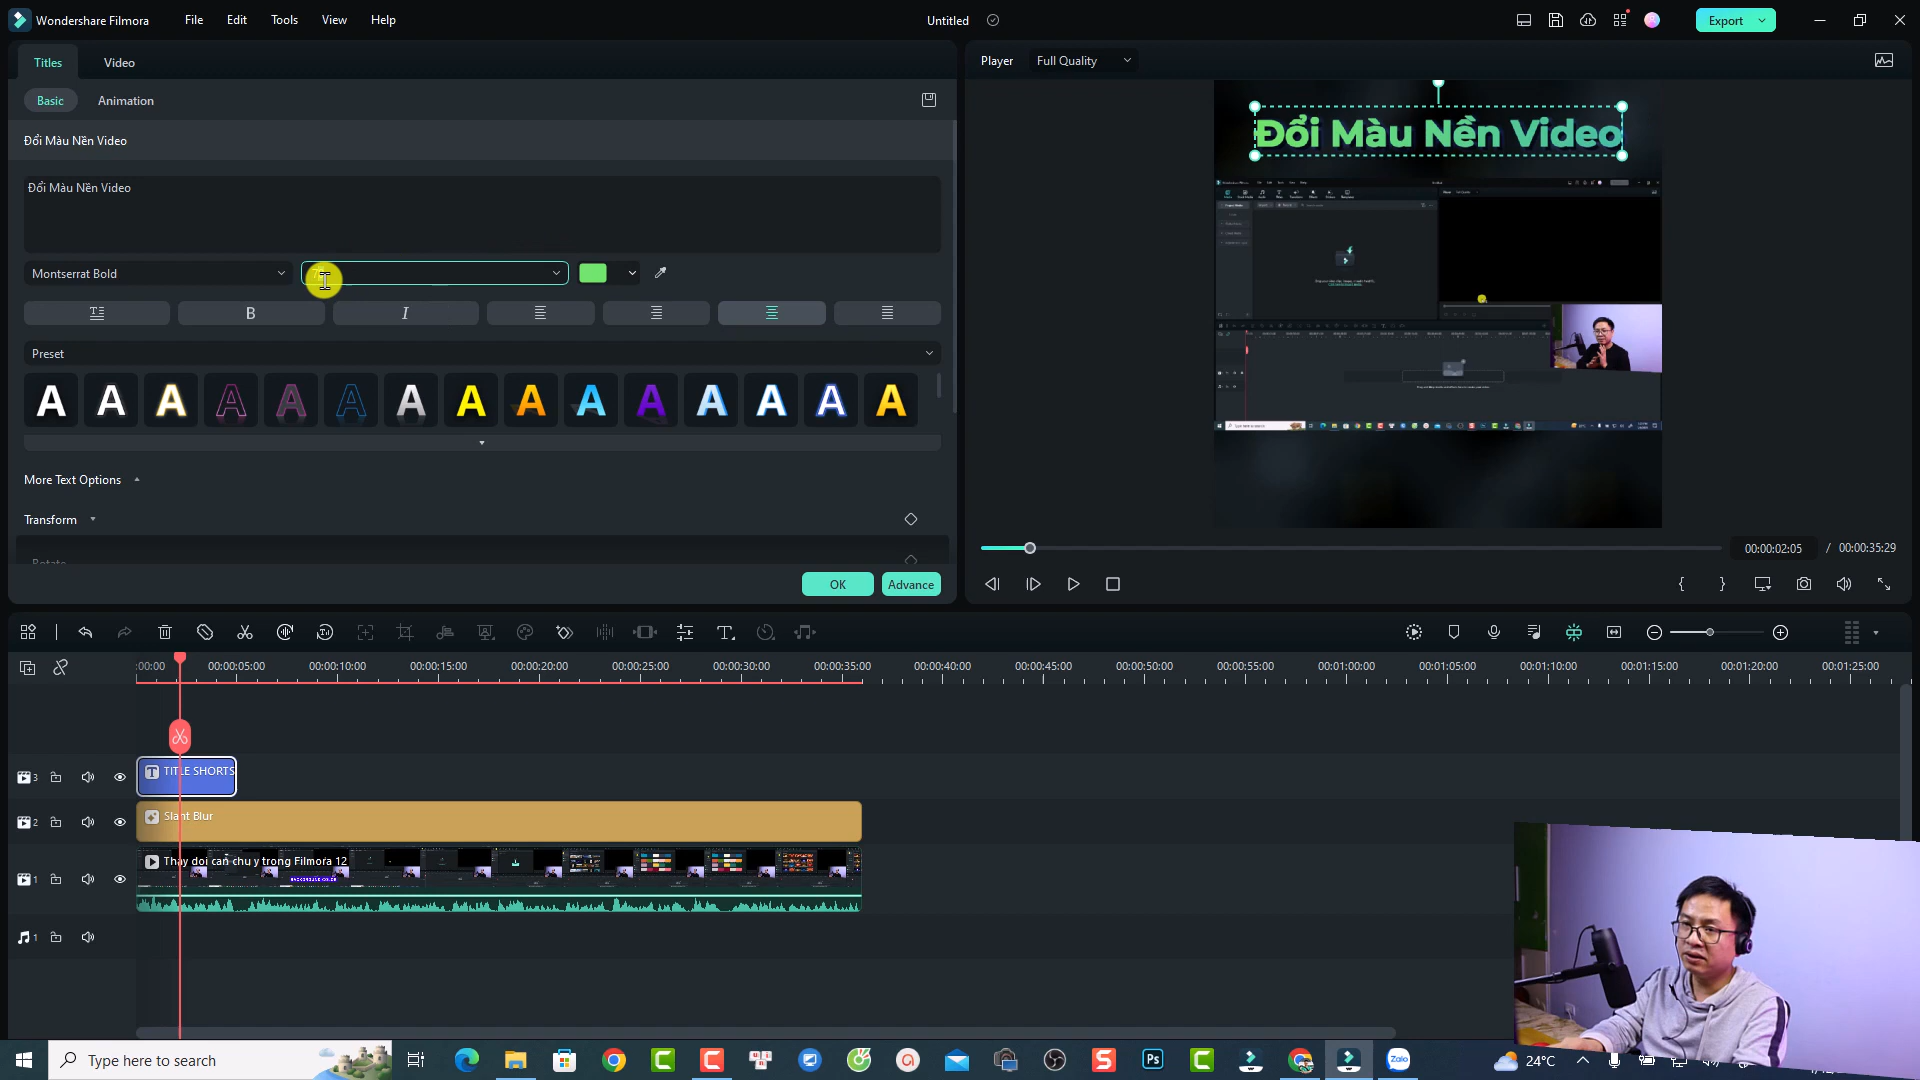 Wondershare Filmora
File
Edit
Tools
View
Help
Untitled
Export
Titles
Video
Player
Full Quality
Basic
Animation
Đổi Màu Nền Video
Đổi Màu Nền Video
Đổi Màu Nền Video
Montserrat Bold
B
I
Preset
A A A A A A A A A A A A A A A
More Text Options
Transform
Rotate
OK
Advance
00:00:02:05 / 00:00:35:29
:00:00
00:00:05:00
00:00:10:00
00:00:15:00
00:00:20:00
00:00:25:00
00:00:30:00
00:00:35:00
00:00:40:00
00:00:45:00
00:00:50:00
00:00:55:00
00:01:00:00
00:01:05:00
00:01:10:00
00:01:15:00
00:01:20:00
00:01:25:00
3
TITLE SHORTS
2
Slant Blur
1
Thay doi can chu y trong Filmora 12
1
Type here to search
Ps
Zalo
24°C